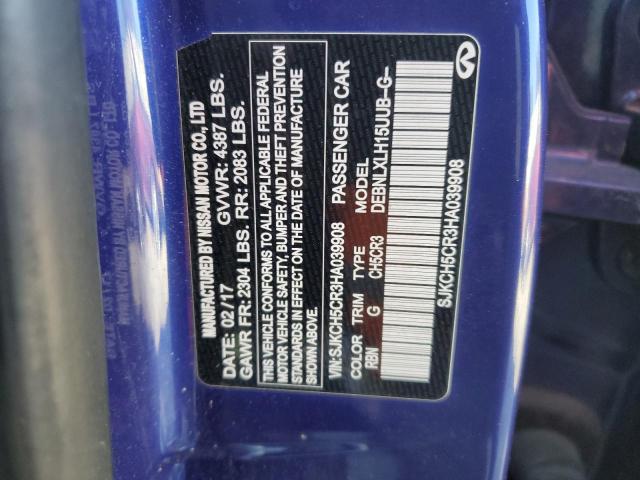 MANUFACTURED BY NISSAN MOTOR CO., LTD
DATE: 02/17 GVWR: 4387 LBS.
GAWR FR: 2304 LBS. RR: 2083 LBS.
THIS VEHICLE CONFORMS TO ALL APPLICABLE FEDERAL
MOTOR VEHICLE SAFETY, BUMPER AND THEFT PREVENTION
STANDARDS IN EFFECT ON THE DATE OF MANUFACTURE
SHOWN ABOVE.
VIN:SJKCH5CR3HA039908 PASSENGER CAR
COLOR TRIM TYPE MODEL
RBN G CH5CR3 DEBNLXLH15UUB-G-
SJKCH5CR3HA039908